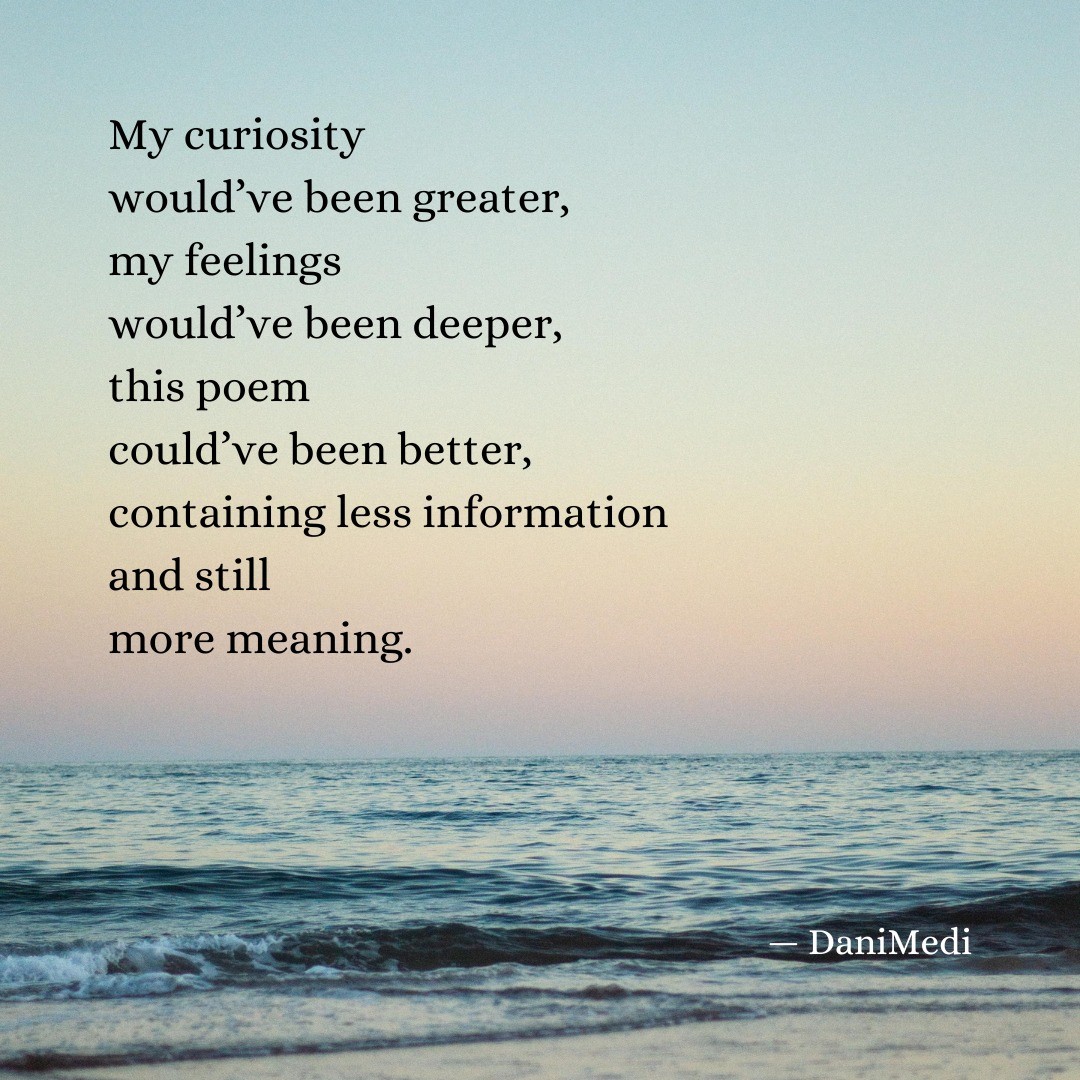 My curiosity
would’ve been greater,
my feelings
would’ve been deeper,
this poem
could’ve been better,
containing less information
and still
more meaning.
— DaniMedi